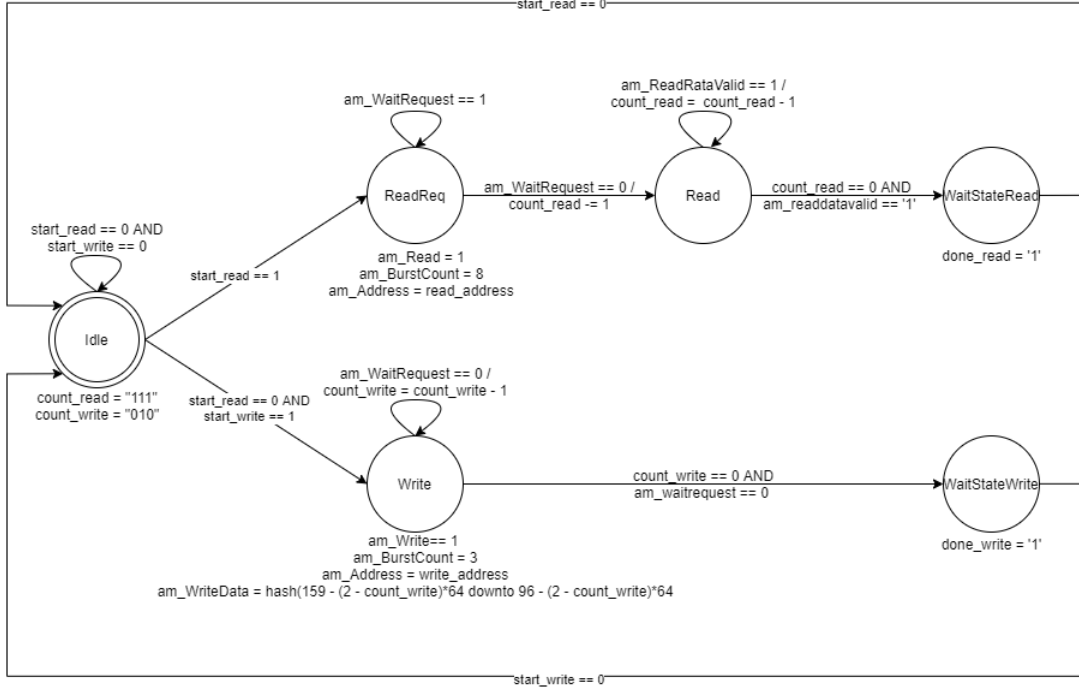 start_read == 0
am_ReadRataValid == 1 /
count_read = count_read - 1
am_WaitRequest == 1
ReadReq
am_WaitRequest == 0 /
count_read -= 1
Read
count_read == 0 AND
am_readdatavalid == '1'
WaitStateRead
done_read = '1'
am_Read = 1
am_BurstCount = 8
am_Address = read_address
start_read == 0 AND
start_write == 0
start_read == 1
Idle
count_read = "111"
count_write = "010"
start_read == 0 AND
start_write == 1
am_WaitRequest == 0 /
count_write = count_write - 1
Write
count_write == 0 AND
am_waitrequest == 0
WaitStateWrite
done_write = '1'
am_Write== 1
am_BurstCount = 3
am_Address = write_address
am_WriteData = hash(159 - (2 - count_write)*64 downto 96 - (2 - count_write)*64
start_write == 0